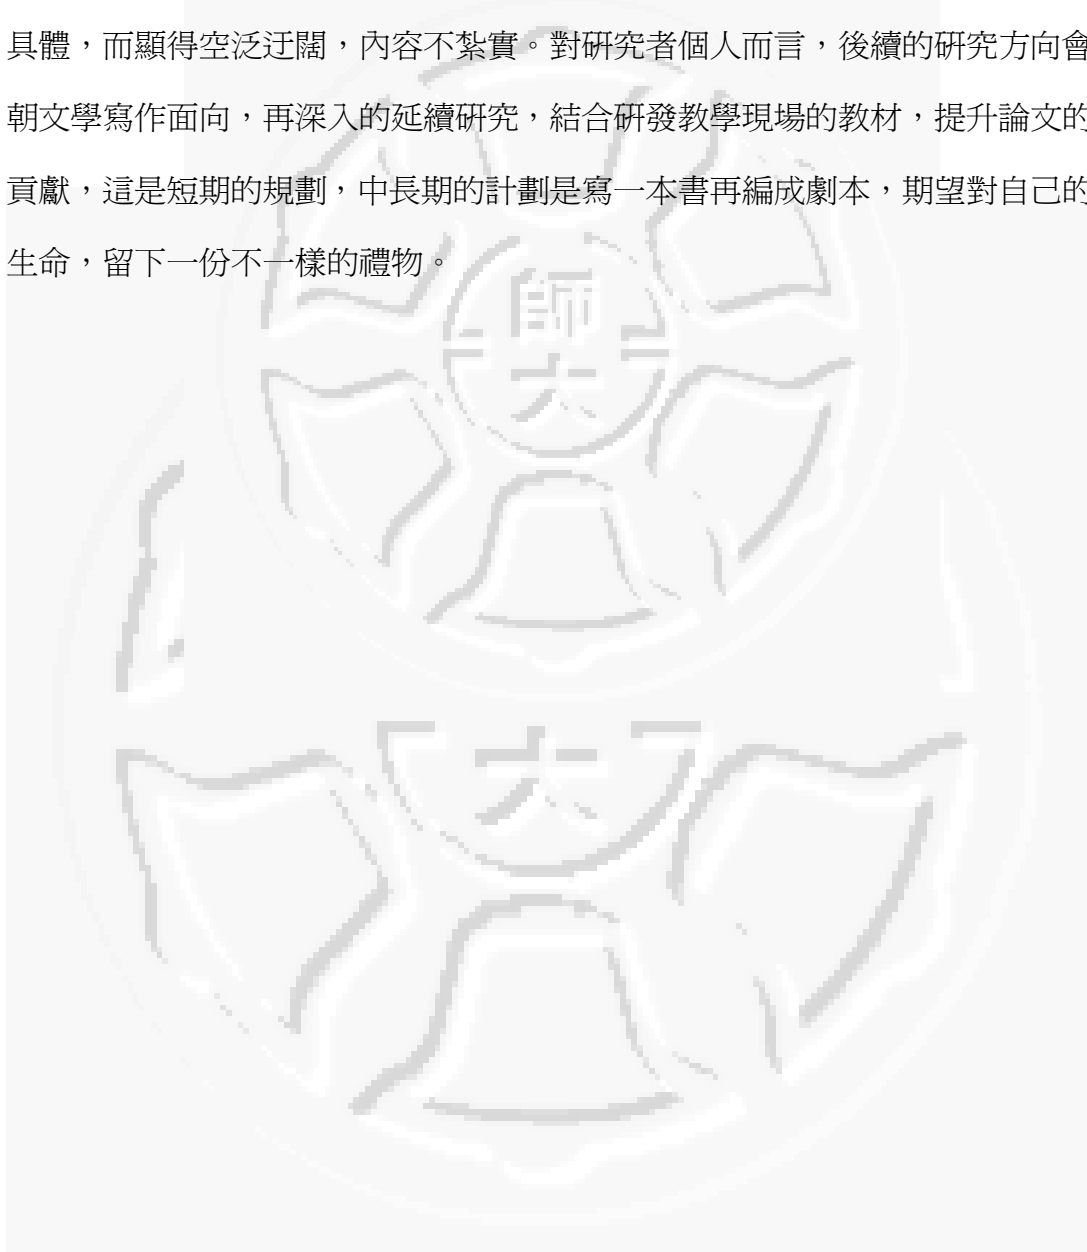 具體，而顯得空泛迂闊，內容不紮實。對研究者個人而言，後續的研究方向會
朝文學寫作面向，再深入的延續研究，結合研發教學現場的教材，提升論文的
貢獻，這是短期的規劃，中長期的計劃是寫一本書再編成劇本，期望對自己的
生命，留下一份不一樣的禮物。
師
大
大